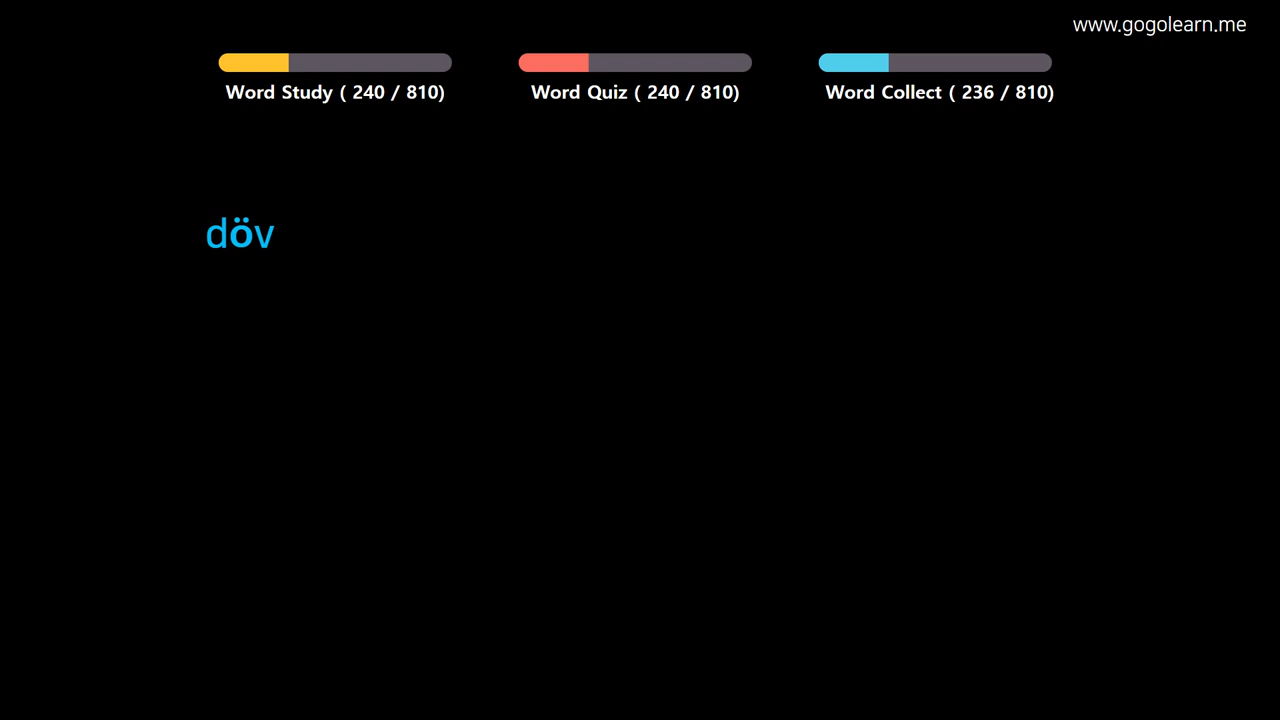 www.gogolearn.me
Word Study ( 240 / 810)
Word Quiz ( 240 / 810)
Word Collect ( 236 / 810)
döv